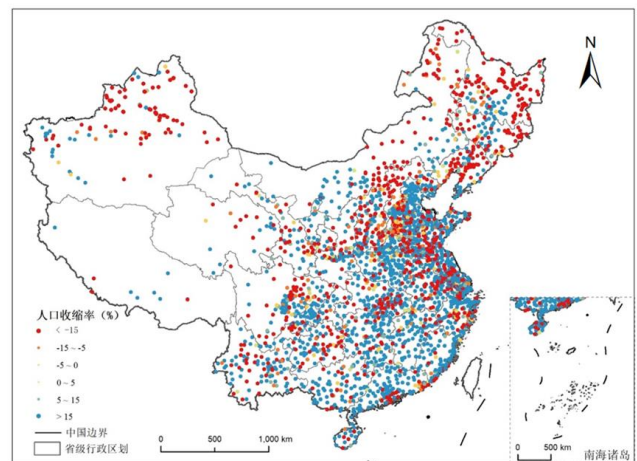 N
人口收缩率（%）
< -15
-15 ~ -5
-5 ~ 0
0 ~ 5
5 ~ 15
> 15
中国边界
省级行政区划
0 500 1,000 km
0 500 km
南海诸岛